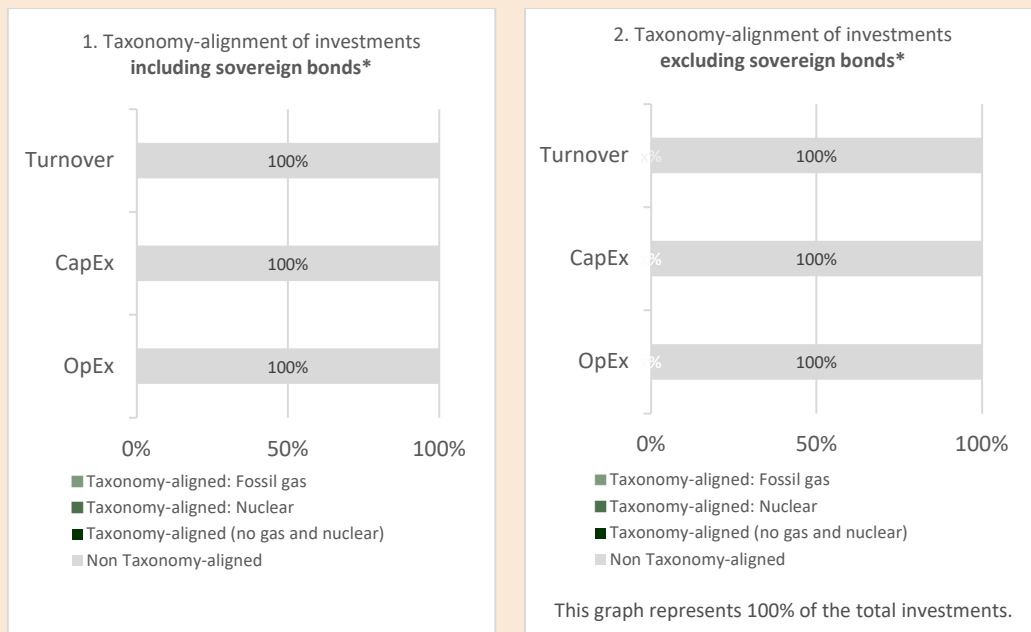 1. Taxonomy-alignment of investments
including sovereign bonds*
Turnover
100%
CapEx
100%
OpEx
100%
0%
50%
100%
Taxonomy-aligned: Fossil gas
Taxonomy-aligned: Nuclear
Taxonomy-aligned (no gas and nuclear)
Non Taxonomy-aligned
2. Taxonomy-alignment of investments
excluding sovereign bonds*
Turnover
x%
100%
CapEx
%
100%
OpEx
%
100%
0%
50%
100%
Taxonomy-aligned: Fossil gas
Taxonomy-aligned: Nuclear
Taxonomy-aligned (no gas and nuclear)
Non Taxonomy-aligned
This graph represents 100% of the total investments.